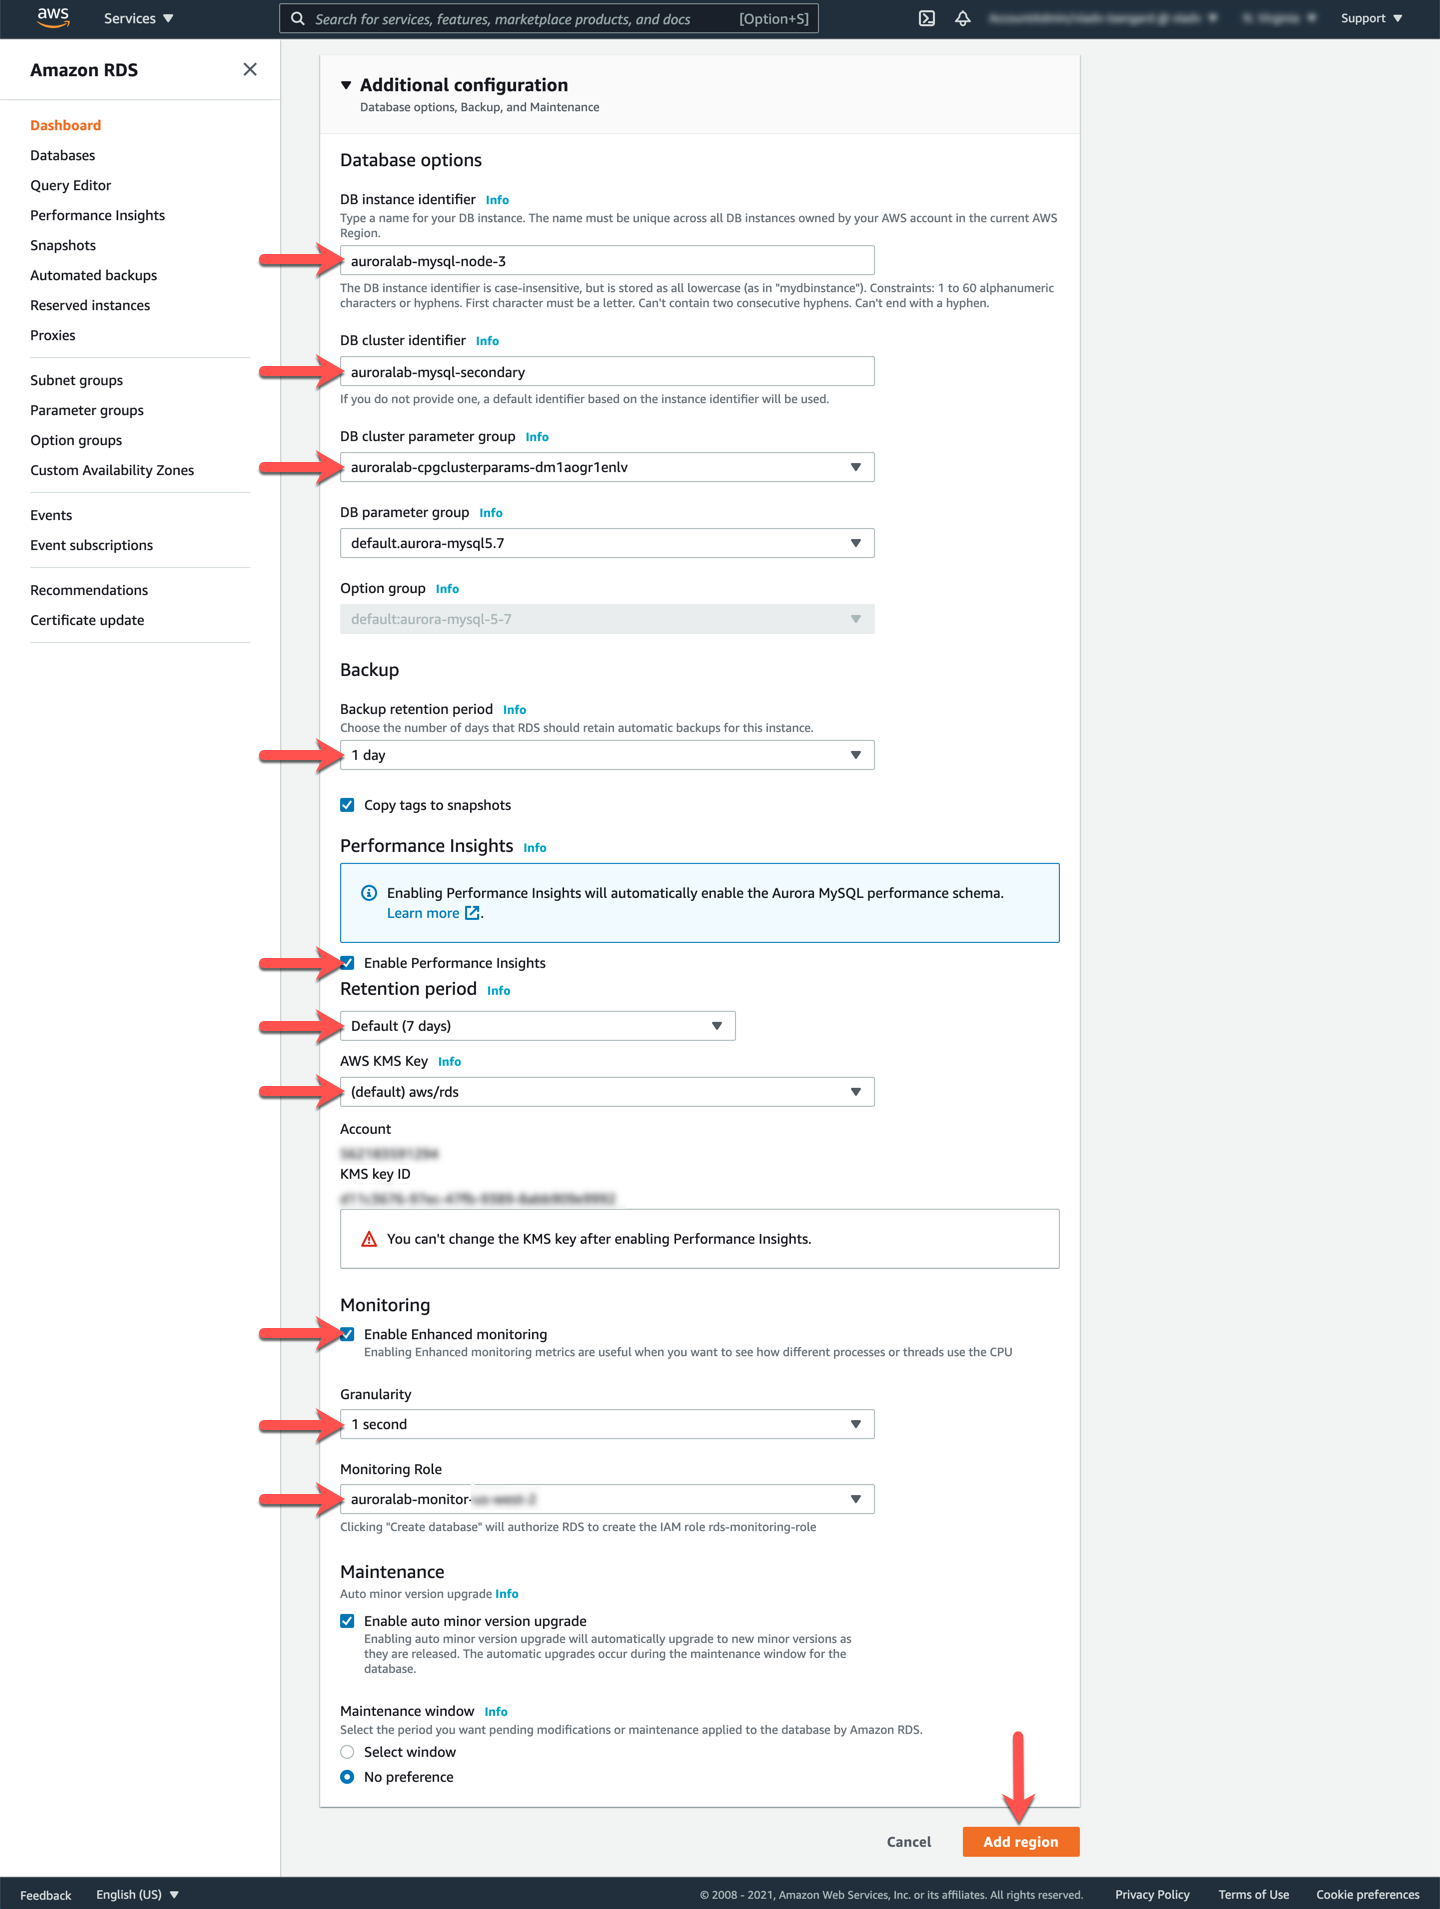 aws
Services
Search for services, features, marketplace products, and docs
[Option+S]
Support
Amazon RDS
Dashboard
Databases
Query Editor
Performance Insights
Snapshots
Automated backups
Reserved instances
Proxies
Subnet groups
Parameter groups
Option groups
Custom Availability Zones
Events
Event subscriptions
Recommendations
Certificate update
Additional configuration
Database options, Backup, and Maintenance
Database options
DB instance identifier Info
Type a name for your DB instance. The name must be unique across all DB instances owned by your AWS account in the current AWS
Region.
auroralab-mysql-node-3
The DB instance identifier is case-insensitive, but is stored as all lowercase (as in "mydbinstance"). Constraints: 1 to 60 alphanumeric
characters or hyphens. First character must be a letter. Can't contain two consecutive hyphens. Can't end with a hyphen.
DB cluster identifier Info
auroralab-mysql-secondary
If you do not provide one, a default identifier based on the instance identifier will be used.
DB cluster parameter group Info
auroralab-cpgclusterparams-dm1aogr1enlv
DB parameter group Info
default.aurora-mysql5.7
Option group Info
default:aurora-mysql-5-7
Backup
Backup retention period Info
Choose the number of days that RDS should retain automatic backups for this instance.
1 day
Copy tags to snapshots
Performance Insights Info
Enabling Performance Insights will automatically enable the Aurora MySQL performance schema.
Learn more .
Enable Performance Insights
Retention period Info
Default (7 days)
AWS KMS Key Info
(default) aws/rds
Account
KMS key ID
You can't change the KMS key after enabling Performance Insights.
Monitoring
Enable Enhanced monitoring
Enabling Enhanced monitoring metrics are useful when you want to see how different processes or threads use the CPU
Granularity
1 second
Monitoring Role
auroralab-monitor-
Clicking "Create database" will authorize RDS to create the IAM role rds-monitoring-role
Maintenance
Auto minor version upgrade Info
Enable auto minor version upgrade
Enabling auto minor version upgrade will automatically upgrade to new minor versions as
they are released. The automatic upgrades occur during the maintenance window for the
database.
Maintenance window Info
Select the period you want pending modifications or maintenance applied to the database by Amazon RDS.
Select window
No preference
Cancel
Add region
Feedback
English (US)
© 2008 - 2021, Amazon Web Services, Inc. or its affiliates. All rights reserved.
Privacy Policy
Terms of Use
Cookie preferences